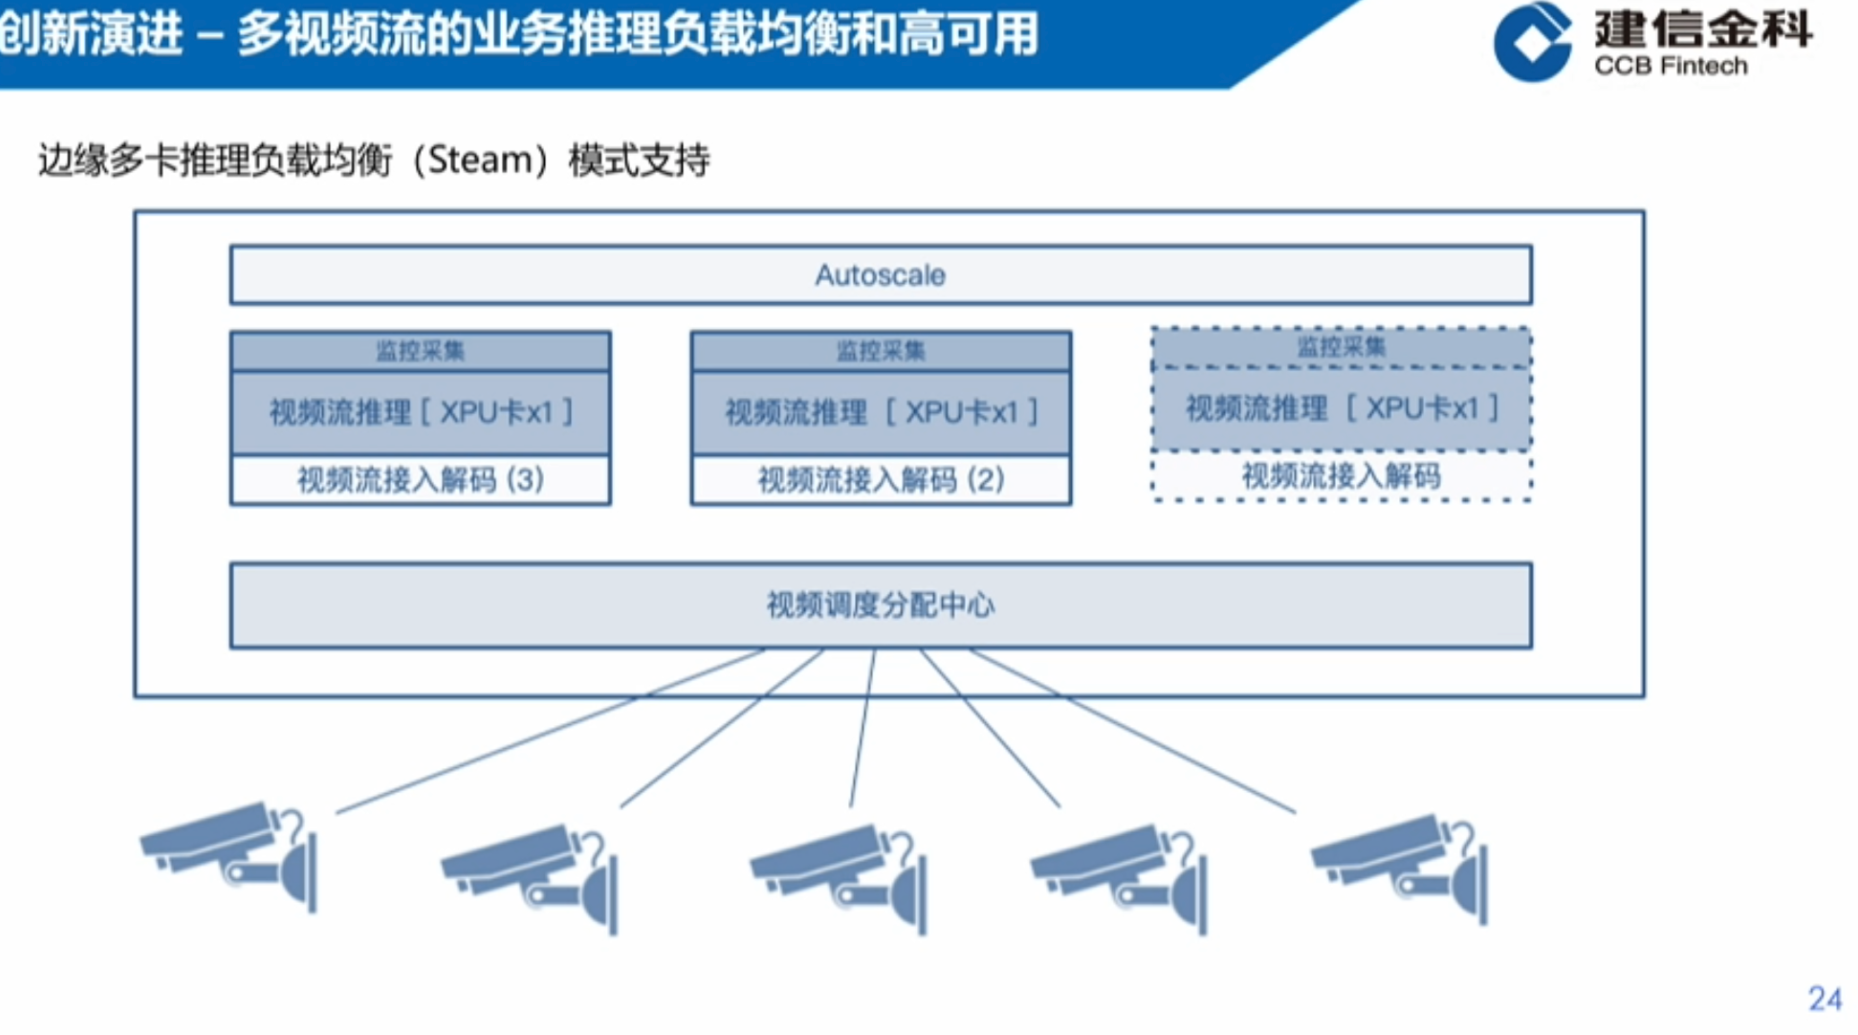 创新演进 – 多视频流的业务推理负载均衡和高可用
建信金科
CCB Fintech
边缘多卡推理负载均衡（Steam）模式支持
Autoscale
监控采集
视频流推理 [ XPU卡x1 ]
视频流接入解码 (3)
监控采集
视频流推理 [ XPU卡x1 ]
视频流接入解码 (2)
监控采集
视频流推理 [ XPU卡x1 ]
视频流接入解码
视频调度分配中心
24